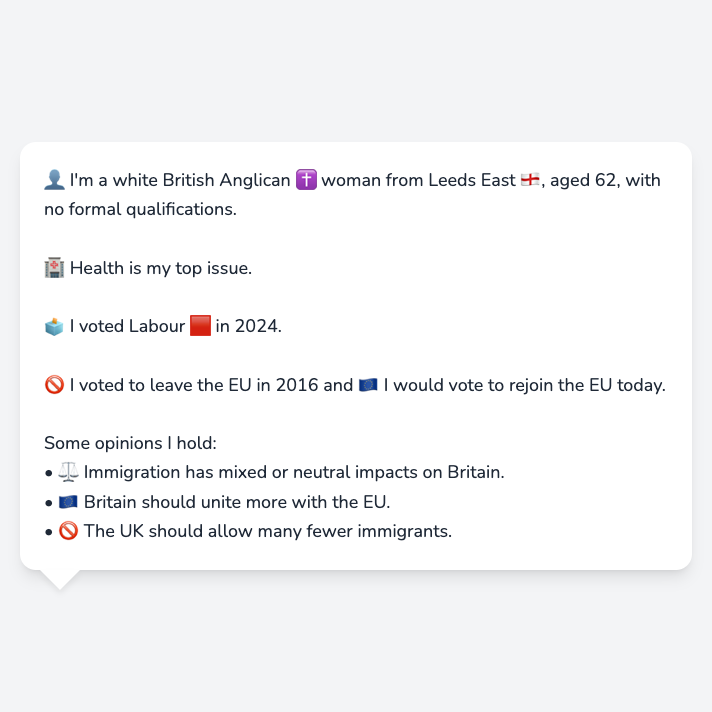 👤 I'm a white British Anglican ✝️ woman from Leeds East 🏴󠁧󠁢󠁥󠁮󠁧󠁿, aged 62, with
no formal qualifications.
🏥 Health is my top issue.
🗳️ I voted Labour 🟥 in 2024.
🚫 I voted to leave the EU in 2016 and 🇪🇺 I would vote to rejoin the EU today.
Some opinions I hold:
• ⚖️ Immigration has mixed or neutral impacts on Britain.
• 🇪🇺 Britain should unite more with the EU.
• 🚫 The UK should allow many fewer immigrants.